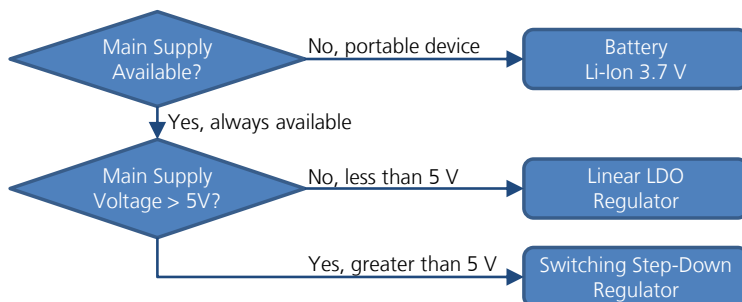 Main Supply
Available?
No, portable device
Battery
Li-Ion 3.7 V
Yes, always available
Main Supply
Voltage > 5V?
No, less than 5 V
Linear LDO
Regulator
Yes, greater than 5 V
Switching Step-Down
Regulator